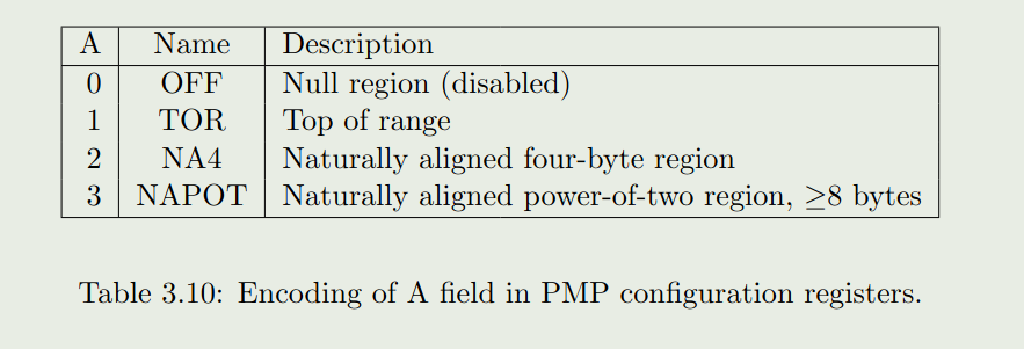 A Name Description
0 OFF Null region (disabled)
1 TOR Top of range
2 NA4 Naturally aligned four-byte region
3 NAPOT Naturally aligned power-of-two region, ≥8 bytes
Table 3.10: Encoding of A field in PMP configuration registers.